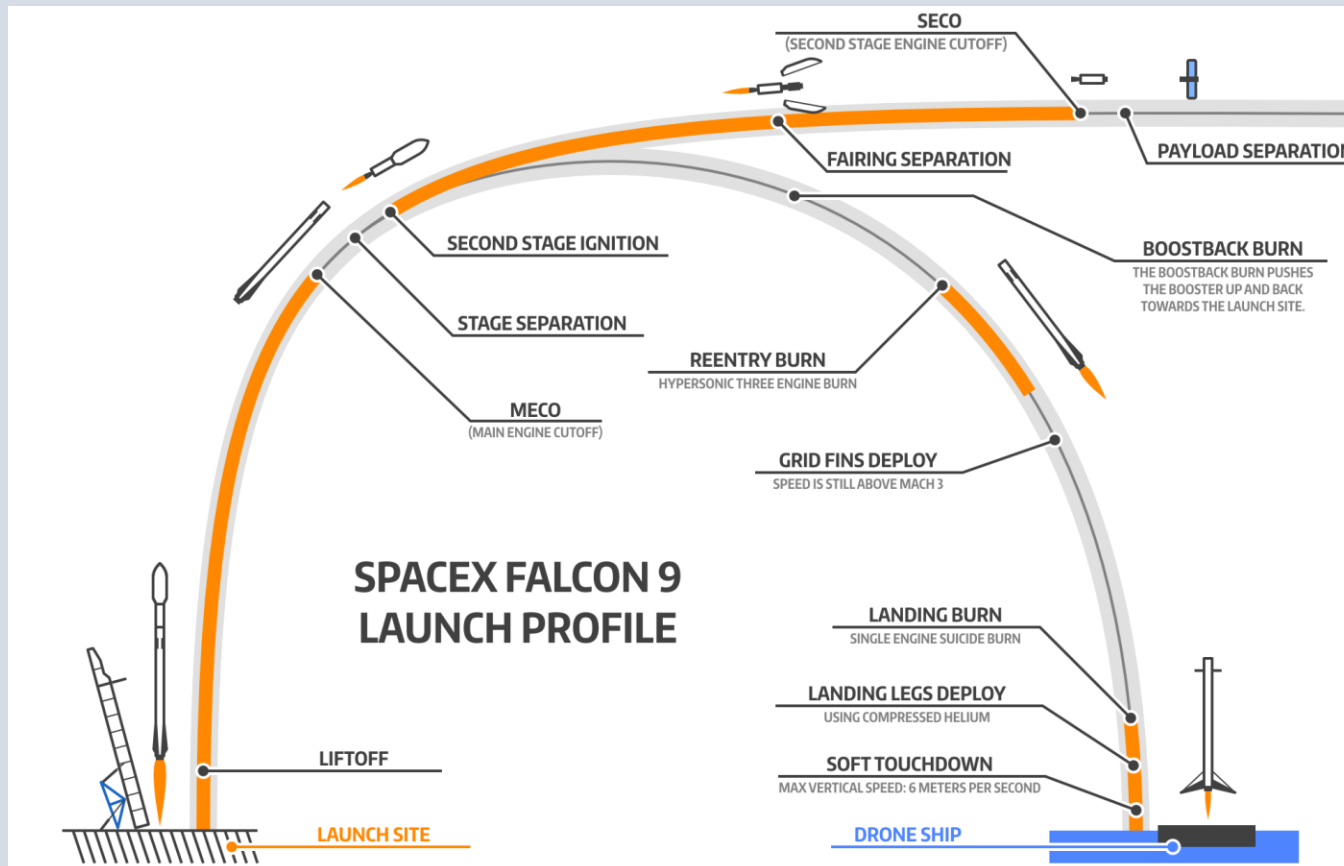 SECO
(SECOND STAGE ENGINE CUTOFF)
FAIRING SEPARATION
PAYLOAD SEPARATION
SECOND STAGE IGNITION
BOOSTBACK BURN
THE BOOSTBACK BURN PUSHES
THE BOOSTER UP AND BACK
TOWARDS THE LAUNCH SITE.
STAGE SEPARATION
REENTRY BURN
HYPERSONIC THREE ENGINE BURN
MECO
(MAIN ENGINE CUTOFF)
GRID FINS DEPLOY
SPEED IS STILL ABOVE MACH 3
SPACEX FALCON 9
LAUNCH PROFILE
LANDING BURN
SINGLE ENGINE SUICIDE BURN
LANDING LEGS DEPLOY
USING COMPRESSED HELIUM
LIFTOFF
SOFT TOUCHDOWN
MAX VERTICAL SPEED: 6 METERS PER SECOND
LAUNCH SITE
DRONE SHIP